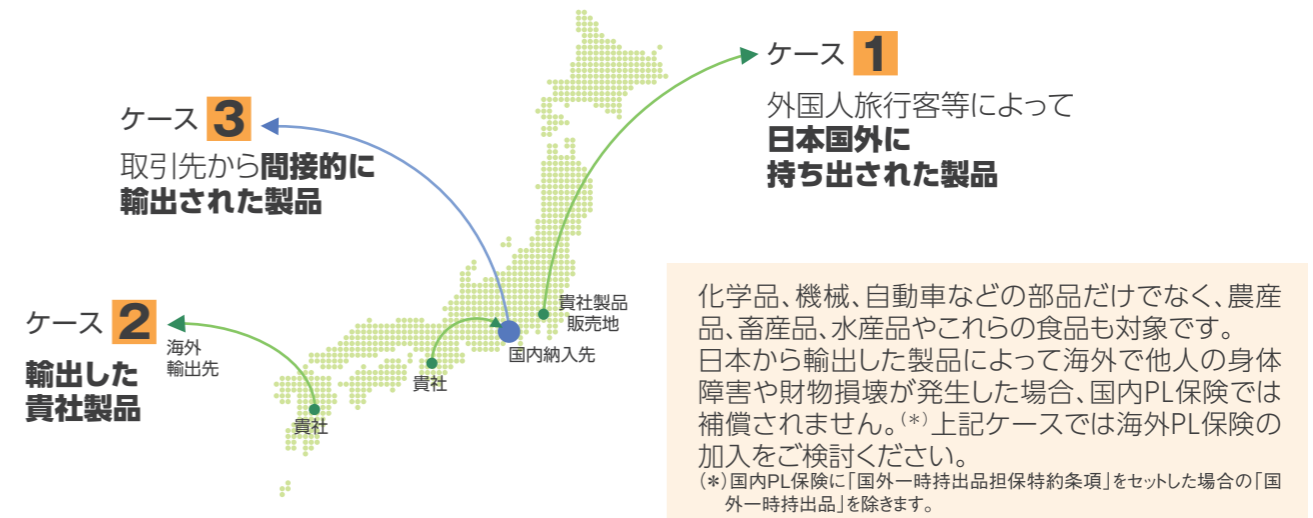 ケース 1
外国人旅行客等によって
日本国外に
持ち出された製品
ケース 3
取引先から間接的に
輸出された製品
ケース 2
輸出した
貴社製品
海外
輸出先
貴社
貴社
国内納入先
貴社製品
販売地
化学品、機械、自動車などの部品だけでなく、農産
品、畜産品、水産品やこれらの食品も対象です。
日本から輸出した製品によって海外で他人の身体
障害や財物損壊が発生した場合、国内PL保険では
補償されません。(*)上記ケースでは海外PL保険の
加入をご検討ください。
(*)国内PL保険に「国外一時持出品担保特約条項」をセットした場合の「国
外一時持出品」を除きます。